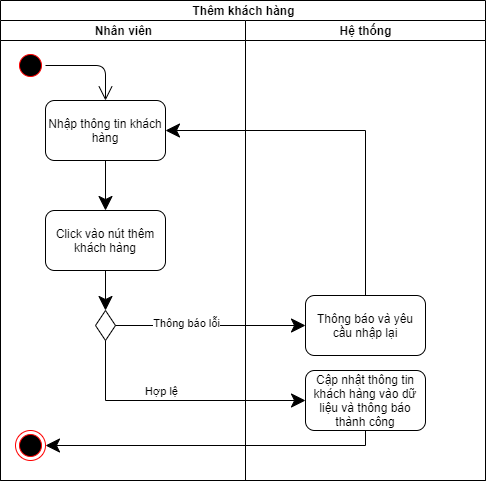 Thêm khách hàng
Nhân viên
Hệ thống
Nhập thông tin khách
hàng
Click vào nút thêm
khách hàng
Thông báo lỗi
Thông báo và yêu
cầu nhập lại
Hợp lệ
Cập nhật thông tin
khách hàng vào dữ
liệu và thông báo
thành công